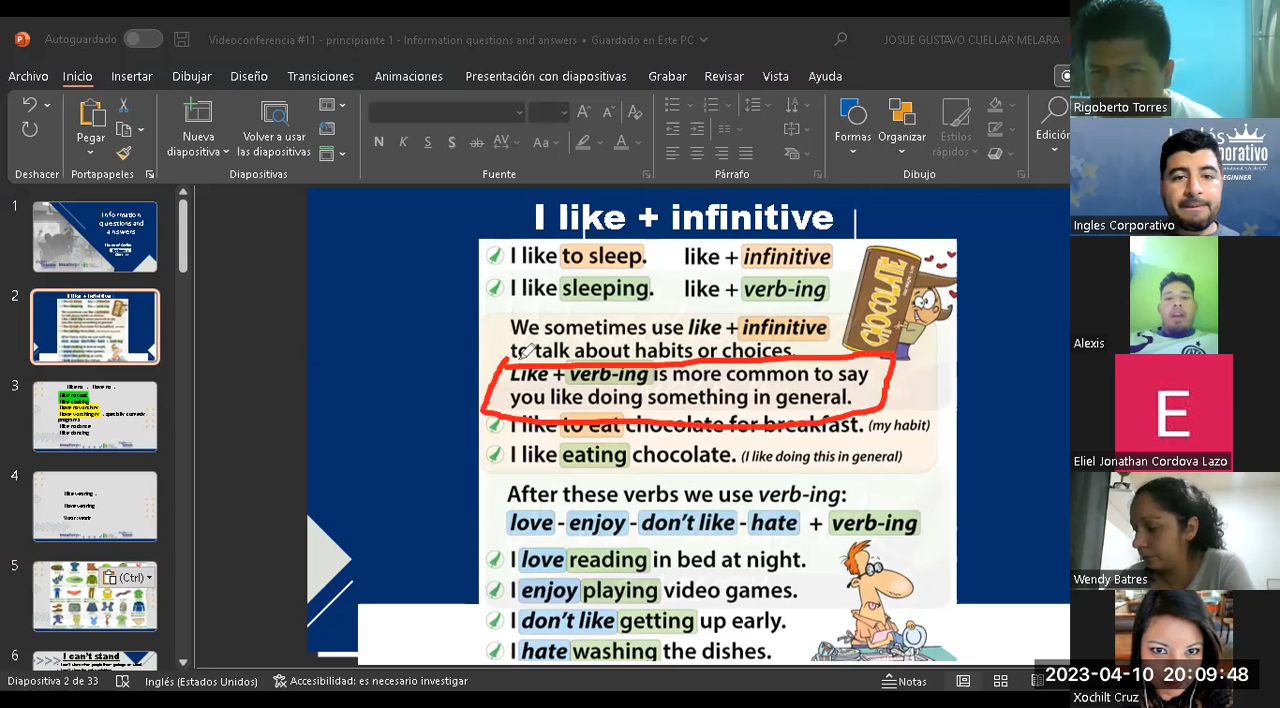 Autoguardado
Videoconferencia #11 - principiante 1 - Information questions and answers • Guardado en Este PC
JOSUE GUSTAVO CUELLAR MELARA
Archivo Inicio Insertar Dibujar Diseño Transiciones Animaciones Presentación con diapositivas Grabar Revisar Vista Ayuda
Pegar
Nueva diapositiva
Volver a usar las diapositivas
Formas
Organizar
Estilos rápidos
Edición
Deshacer Portapapeles Diapositivas Fuente Párrafo Dibujo
1
Information questions and answers
2
3
4
5
(Ctrl)
6
I can't stand
I like + infinitive
I like to sleep. like + infinitive
I like sleeping. like + verb-ing
We sometimes use like + infinitive
to talk about habits or choices.
Like + verb-ing is more common to say
you like doing something in general.
I like to eat chocolate for breakfast. (my habit)
I like eating chocolate. (I like doing this in general)
After these verbs we use verb-ing:
love - enjoy - don't like - hate + verb-ing
I love reading in bed at night.
I enjoy playing video games.
I don't like getting up early.
I hate washing the dishes.
CHOCOLATE
Diapositiva 2 de 33
Inglés (Estados Unidos)
Accesibilidad: es necesario investigar
Notas
Rigoberto Torres
Ingles Corporativo
Alexis
E
Eliel Jonathan Cordova Lazo
Wendy Batres
2023-04-10 20:09:48
Xochilt Cruz